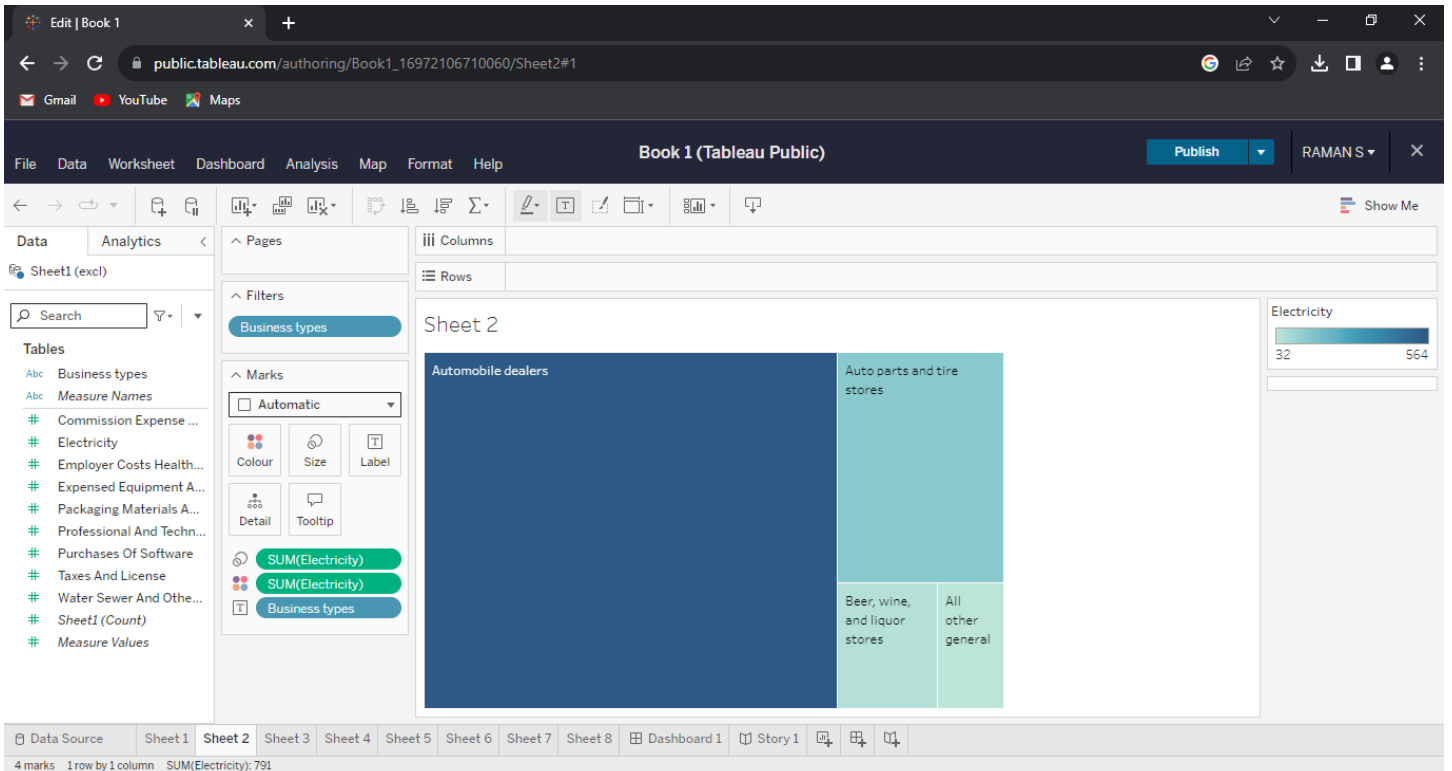 Edit | Book 1
public.tableau.com/authoring/Book1_16972106710060/Sheet2#1
Gmail YouTube Maps
File Data Worksheet Dashboard Analysis Map Format Help
Book 1 (Tableau Public)
Publish
RAMAN S
Show Me
Data Analytics
Sheet1 (excl)
Search
Tables
Abc Business types
Abc Measure Names
# Commission Expense ...
# Electricity
# Employer Costs Health...
# Expensed Equipment A...
# Packaging Materials A...
# Professional And Techn...
# Purchases Of Software
# Taxes And License
# Water Sewer And Othe...
# Sheet1 (Count)
# Measure Values
Pages
Filters
Business types
Marks
Automatic
Colour Size T Label
Detail Tooltip
SUM(Electricity)
SUM(Electricity)
T Business types
iii Columns
Rows
Sheet 2
Automobile dealers
Auto parts and tire
stores
Beer, wine,
and liquor
stores
All
other
general
Electricity
32 564
Data Source Sheet 1 Sheet 2 Sheet 3 Sheet 4 Sheet 5 Sheet 6 Sheet 7 Sheet 8 Dashboard 1 Story 1
4 marks 1 row by 1 column SUM(Electricity): 791